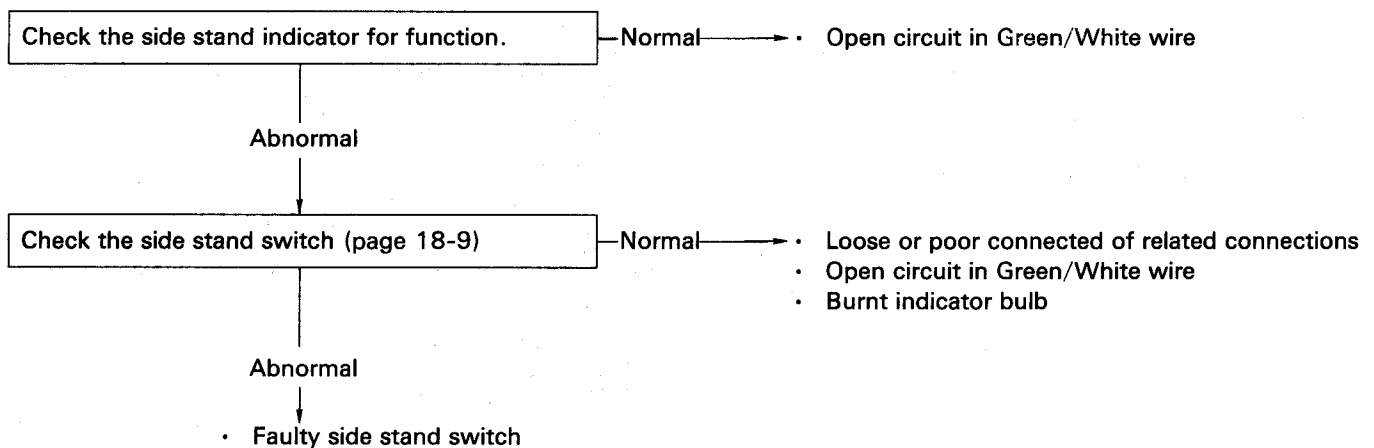 Check the side stand indicator for function.
Normal
· Open circuit in Green/White wire
Abnormal
Check the side stand switch (page 18-9)
Normal
· Loose or poor connected of related connections
· Open circuit in Green/White wire
· Burnt indicator bulb
Abnormal
· Faulty side stand switch